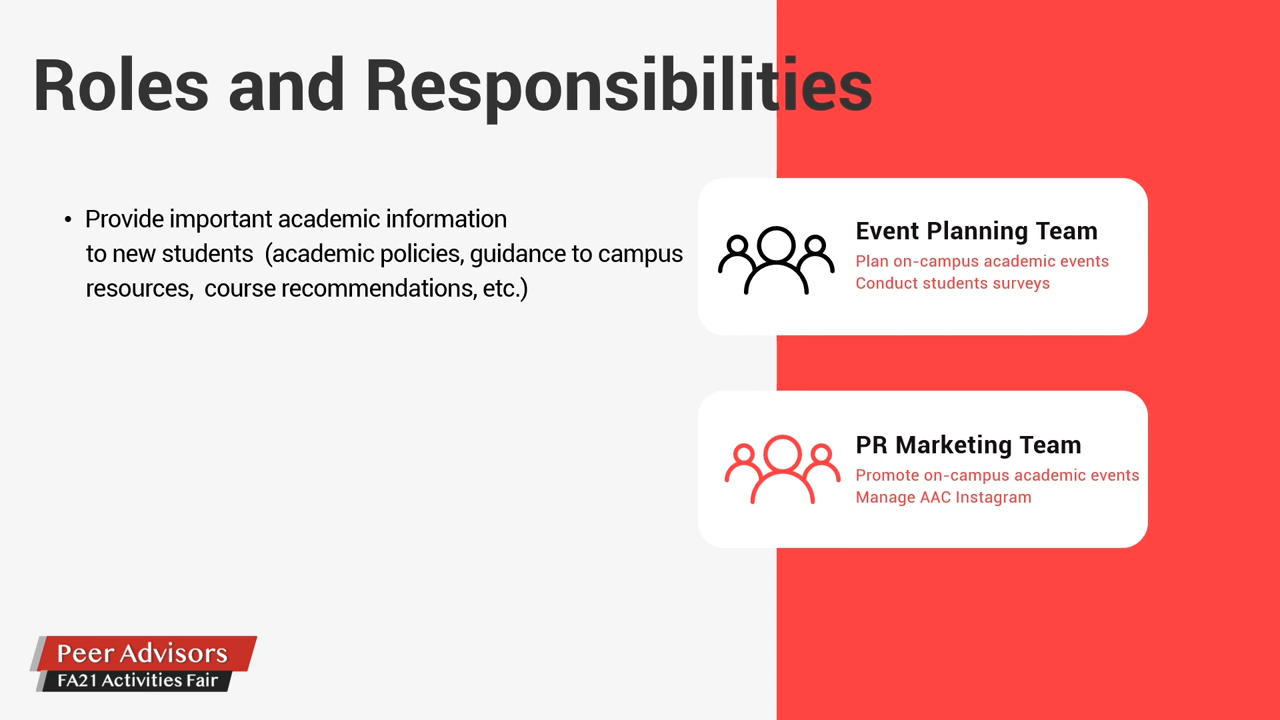 Roles and Responsibilities
• Provide important academic information
to new students (academic policies, guidance to campus
resources, course recommendations, etc.)
Event Planning Team
Plan on-campus academic events
Conduct students surveys
PR Marketing Team
Promote on-campus academic events
Manage AAC Instagram
Peer Advisors
FA21 Activities Fair